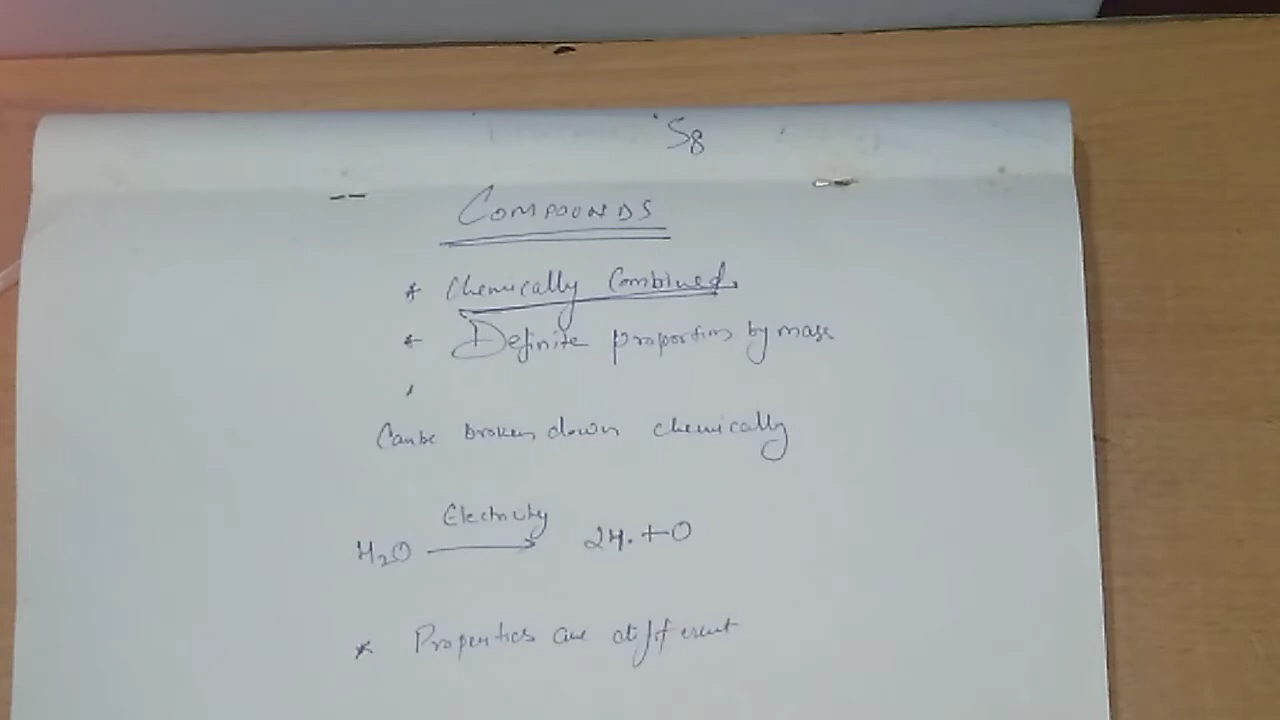 S8
COMPOUNDS
* Chemically Combined.
* Definite proportions by mass
Can be broken down chemically
Electricity
H₂O → 2H + O
* Properties are different